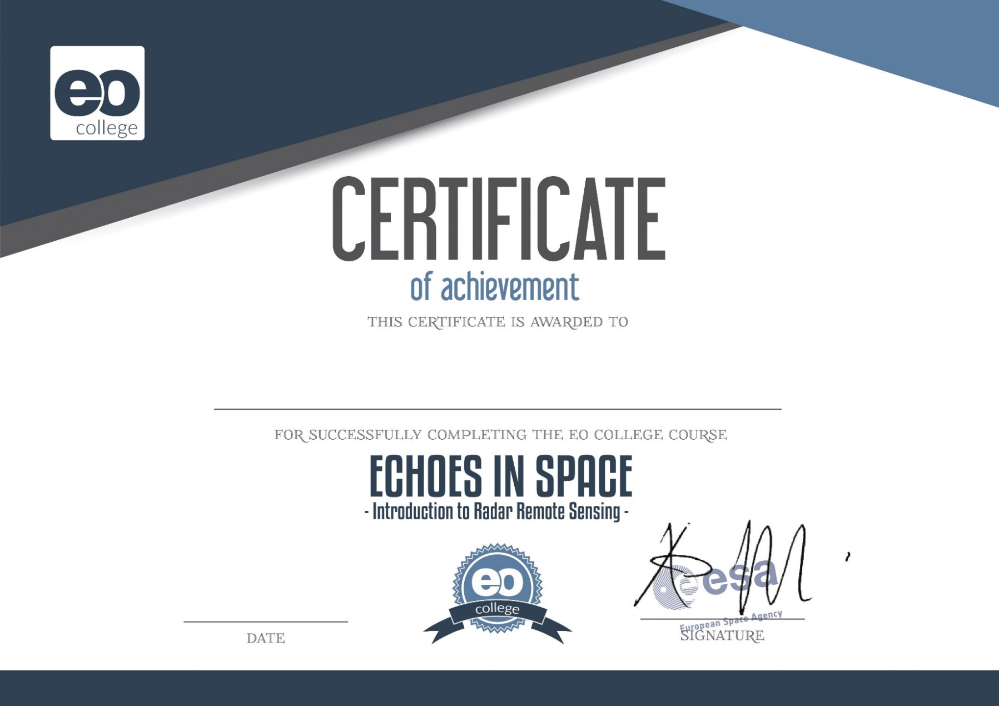 eo
college
CERTIFICATE
of achievement
THIS CERTIFICATE IS AWARDED TO
FOR SUCCESSFULLY COMPLETING THE EO COLLEGE COURSE
ECHOES IN SPACE
- Introduction to Radar Remote Sensing -
eo
college
esa
European Space Agency
DATE
SIGNATURE